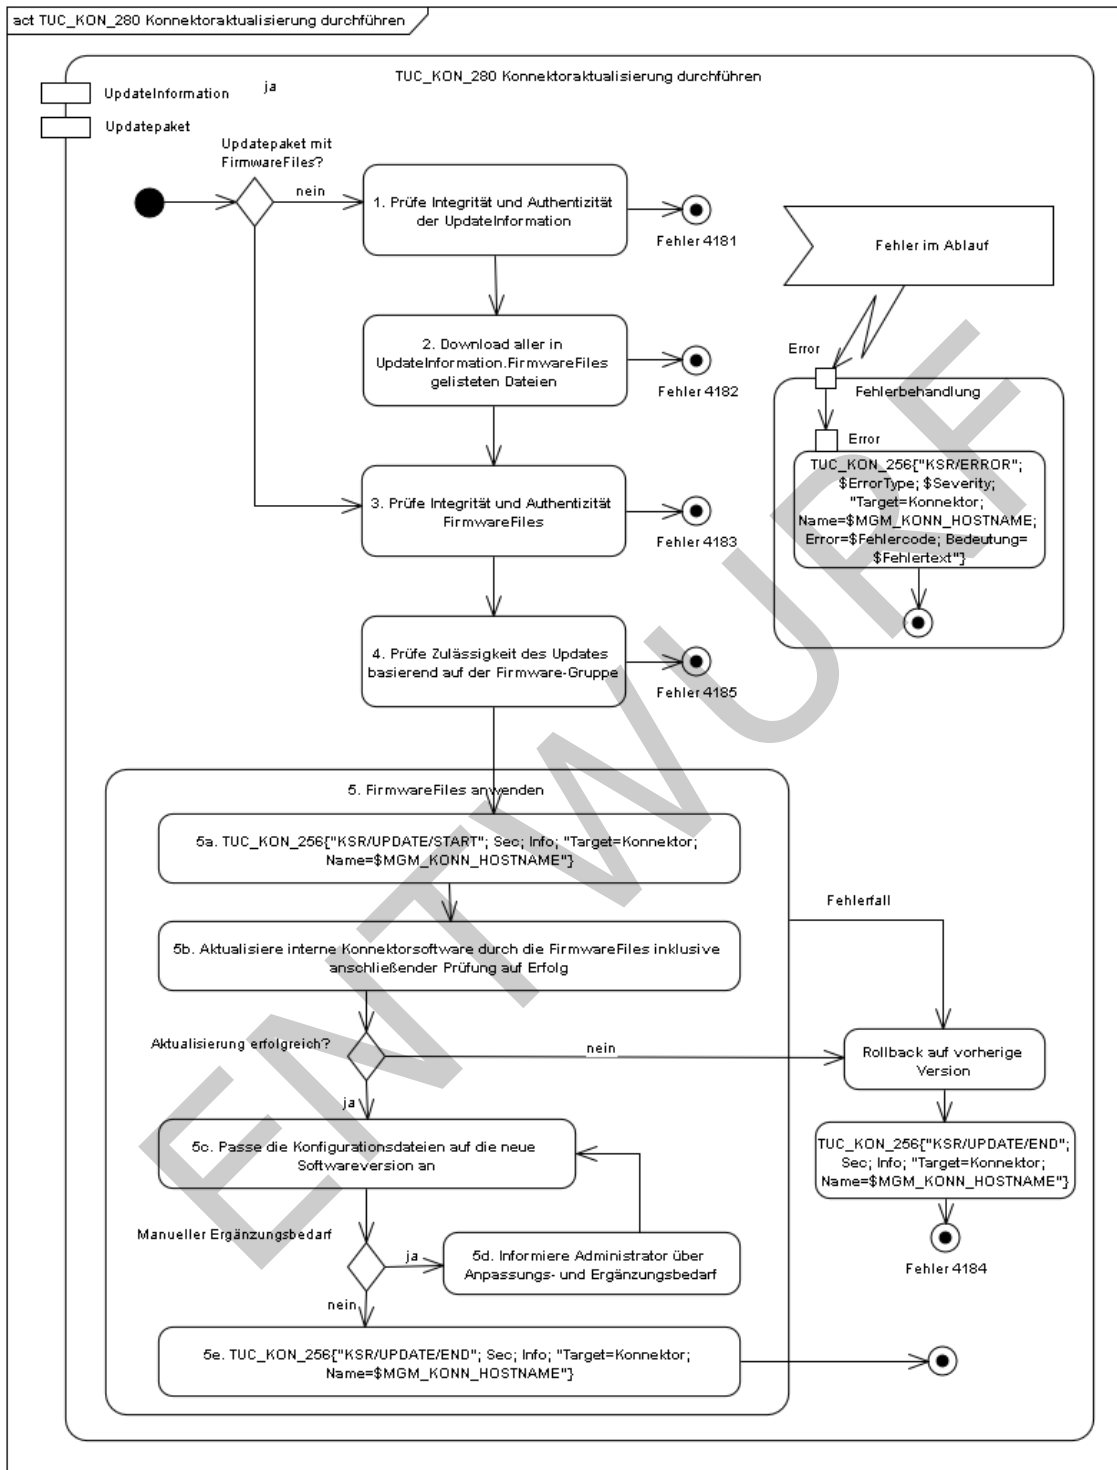 act TUC_KON_280 Konnektoraktualisierung durchführen
TUC_KON_280 Konnektoraktualisierung durchführen
UpdateInformation
ja
Updatepaket
Updatepaket mit
FirmwareFiles?
nein
1. Prüfe Integrität und Authentizität
der UpdateInformation
Fehler 4181
Fehler im Ablauf
2. Download aller in
UpdateInformation.FirmwareFiles
gelisteten Dateien
Fehler 4182
Error
Fehlerbehandlung
Error
TUC_KON_256{"KSR/ERROR";
$ErrorType; $Severity;
"Target=Konnektor;
Name=$MGM_KONN_HOSTNAME;
Error=$Fehlercode; Bedeutung=
$Fehlertext"}
3. Prüfe Integrität und Authentizität
FirmwareFiles
Fehler 4183
4. Prüfe Zulässigkeit des Updates
basierend auf der Firmware-Gruppe
Fehler 4185
5. FirmwareFiles anwenden
5a. TUC_KON_256{"KSR/UPDATE/START"; Sec; Info; "Target=Konnektor;
Name=$MGM_KONN_HOSTNAME"}
Fehlerfall
5b. Aktualisiere interne Konnektorsoftware durch die FirmwareFiles inklusive
anschließender Prüfung auf Erfolg
Aktualisierung erfolgreich?
nein
Rollback auf vorherige
Version
ja
5c. Passe die Konfigurationsdateien auf die neue
Softwareversion an
TUC_KON_256{"KSR/UPDATE/END";
Sec; Info; "Target=Konnektor;
Name=$MGM_KONN_HOSTNAME"}
Fehler 4184
Manueller Ergänzungsbedarf
ja
5d. Informiere Administrator über
Anpassungs- und Ergänzungsbedarf
nein
5e. TUC_KON_256{"KSR/UPDATE/END"; Sec; Info; "Target=Konnektor;
Name=$MGM_KONN_HOSTNAME"}
ENTWURF